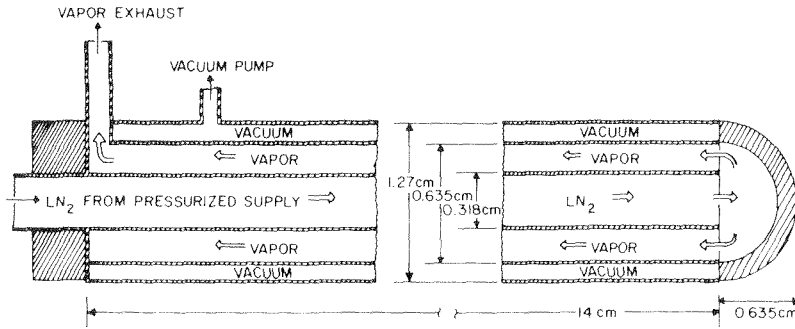 VAPOR EXHAUST
VACUUM PUMP
VACUUM
VAPOR
LN2 FROM PRESSURIZED SUPPLY
VAPOR
VACUUM
1.27cm
0.635cm
0.318cm
VACUUM
VAPOR
LN2
VAPOR
VACUUM
14 cm
0.635cm